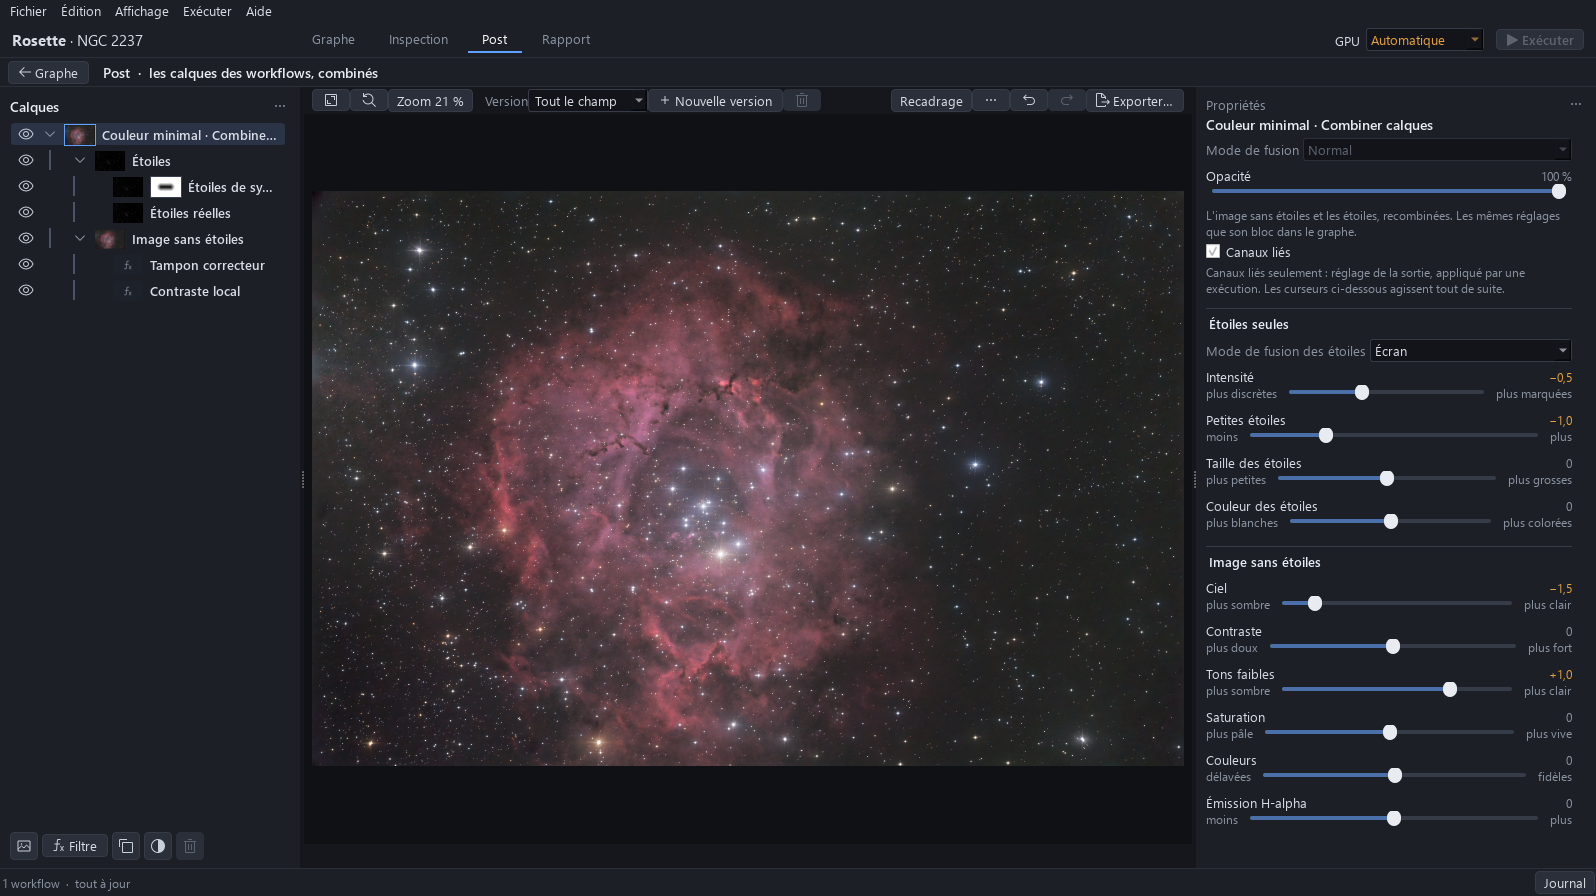 Fichier Édition Affichage Exécuter Aide
Rosette · NGC 2237
Graphe Inspection Post Rapport
GPU Automatique Exécuter
Graphe
Post · les calques des workflows, combinés
Calques ...
Couleur minimal · Combine...
Étoiles
Étoiles de sy...
Étoiles réelles
Image sans étoiles
fx Tampon correcteur
fx Contraste local
fx Filtre
Zoom 21 % Version Tout le champ + Nouvelle version
Recadrage ... Exporter...
Propriétés ...
Couleur minimal · Combiner calques
Mode de fusion Normal
Opacité 100 %
L'image sans étoiles et les étoiles, recombinées. Les mêmes réglages
que son bloc dans le graphe.
Canaux liés
Canaux liés seulement : réglage de la sortie, appliqué par une
exécution. Les curseurs ci-dessous agissent tout de suite.
Étoiles seules
Mode de fusion des étoiles Écran
Intensité −0,5
plus discrètes plus marquées
Petites étoiles −1,0
moins plus
Taille des étoiles 0
plus petites plus grosses
Couleur des étoiles 0
plus blanches plus colorées
Image sans étoiles
Ciel −1,5
plus sombre plus clair
Contraste 0
plus doux plus fort
Tons faibles +1,0
plus sombre plus clair
Saturation 0
plus pâle plus vive
Couleurs 0
délavées fidèles
Émission H-alpha 0
moins plus
1 workflow · tout à jour
Journal